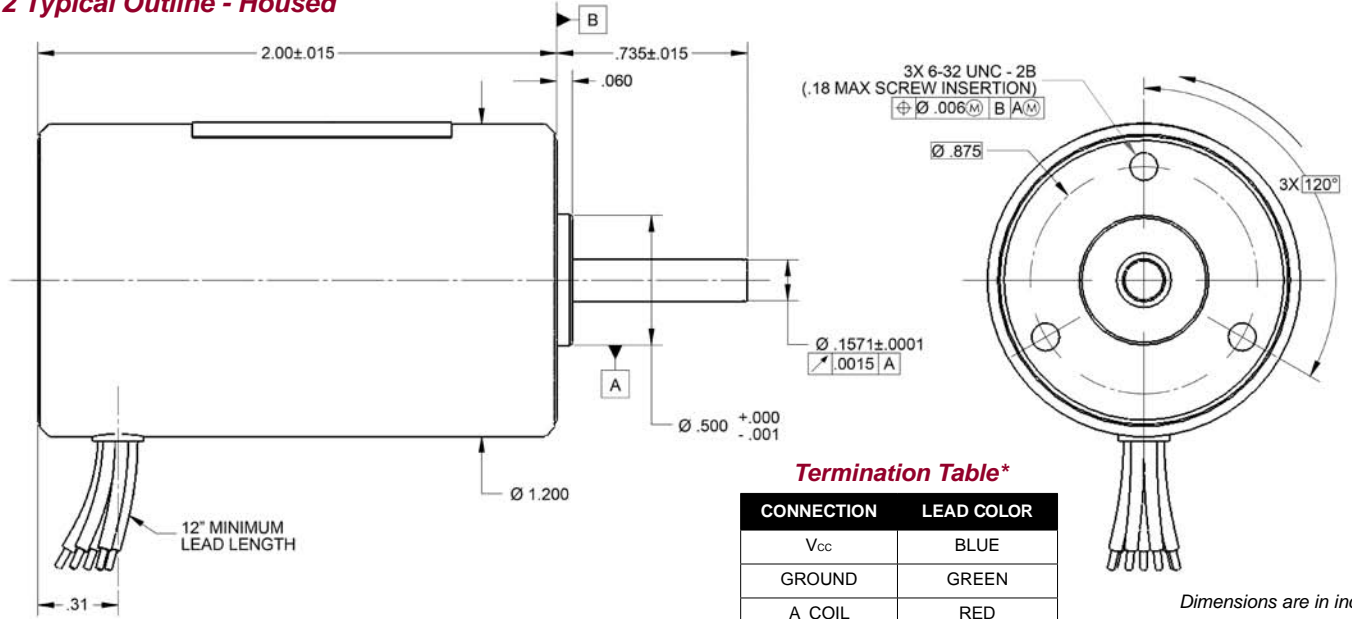 2 Typical Outline - Housed
B
2.00±.015
.735±.015
.060
3X 6-32 UNC - 2B
(.18 MAX SCREW INSERTION)
⌖ Ø .006Ⓜ B AⓂ
Ø .875
3X 120°
Ø .1571±.0001
↗ .0015 A
A
Ø .500 +.000
- .001
Ø 1.200
12" MINIMUM
LEAD LENGTH
.31
Termination Table*
CONNECTION LEAD COLOR
Vcc BLUE
GROUND GREEN
A COIL RED
Dimensions are in